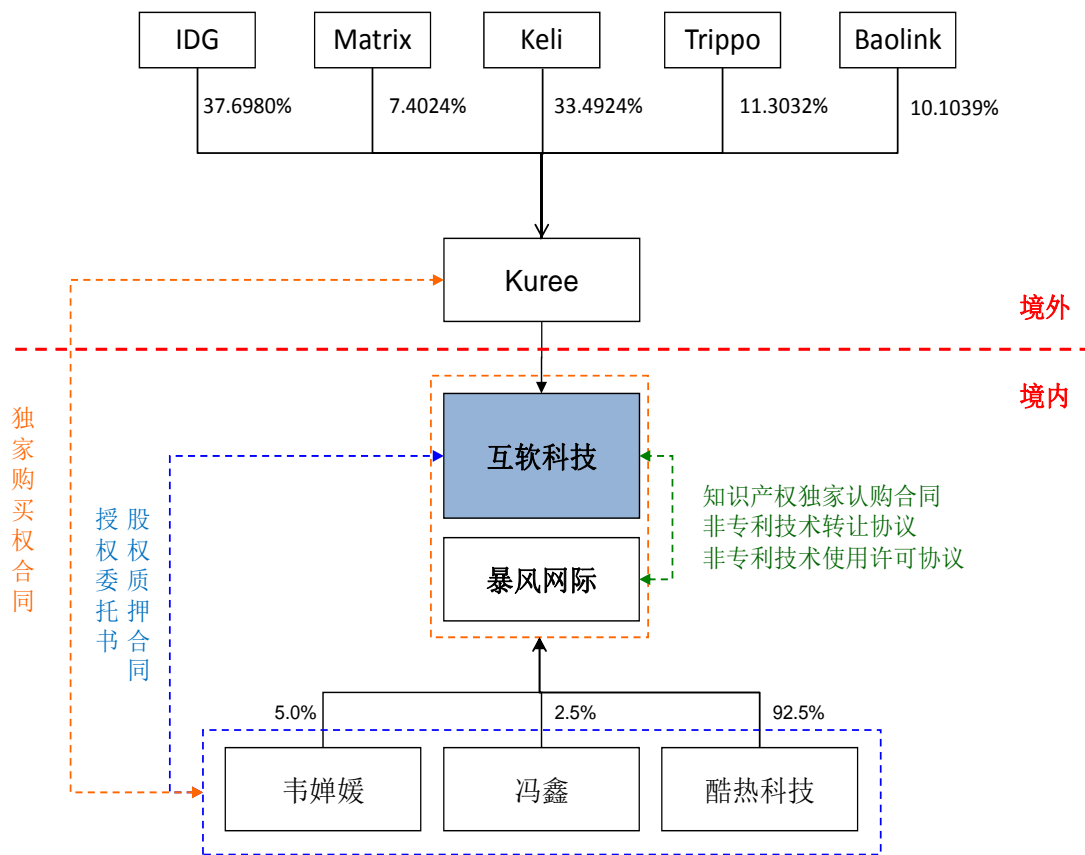 IDG
Matrix
Keli
Trippo
Baolink
37.6980%
7.4024%
33.4924%
11.3032%
10.1039%
Kuree
境外
境内
独家购买权合同
授权委托书
股权质押合同
互软科技
暴风网际
知识产权独家认购合同
非专利技术转让协议
非专利技术使用许可协议
5.0%
2.5%
92.5%
韦婵媛
冯鑫
酷热科技